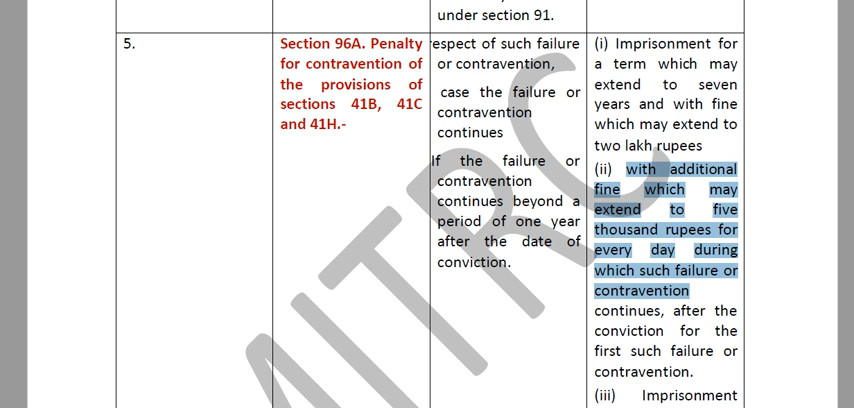 under section 91.
5.
Section 96A. Penalty
for contravention of
the provisions of
sections 41B, 41C
and 41H.-
respect of such failure
or contravention,
case the failure or
contravention
continues
If the failure or
contravention
continues beyond a
period of one year
after the date of
conviction.
(i) Imprisonment for
a term which may
extend to seven
years and with fine
which may extend to
two lakh rupees
(ii) with additional
fine which may
extend to five
thousand rupees for
every day during
which such failure or
contravention
continues, after the
conviction for the
first such failure or
contravention.
(iii) Imprisonment
MITRC